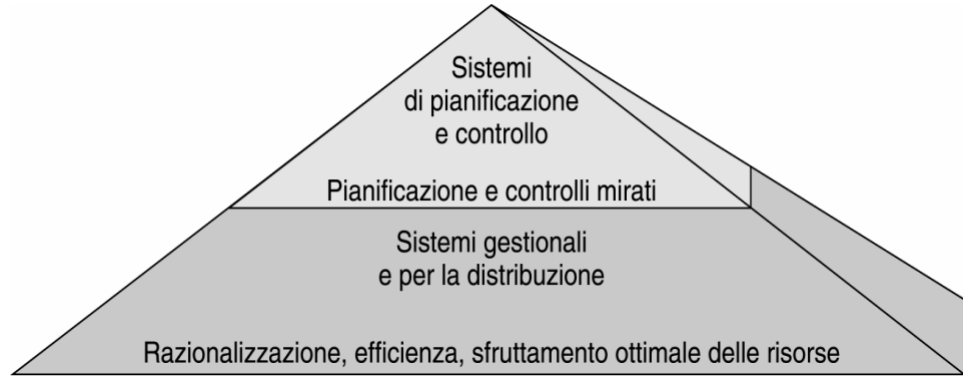 Sistemi
di pianificazione
e controllo
Pianificazione e controlli mirati
Sistemi gestionali
e per la distribuzione
Razionalizzazione, efficienza, sfruttamento ottimale delle risorse